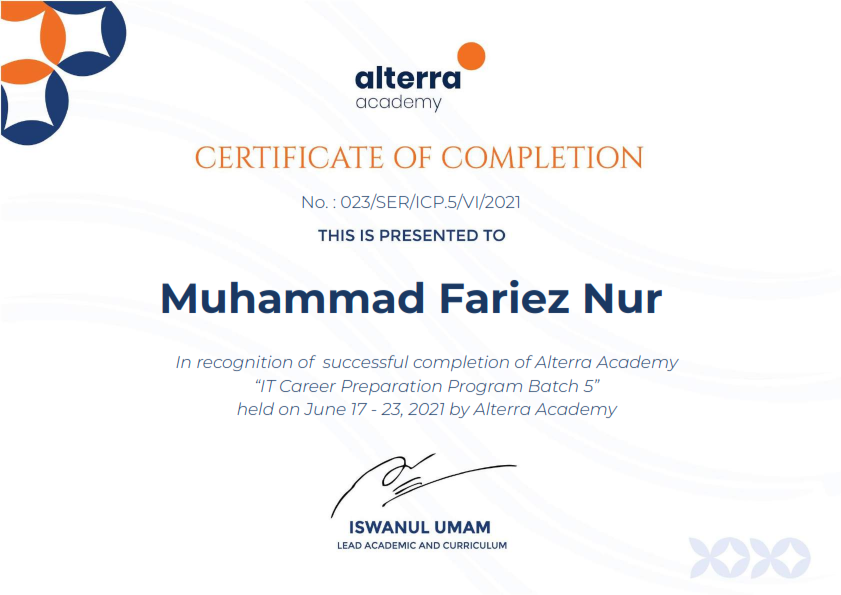 alterra
academy
CERTIFICATE OF COMPLETION
No. : 023/SER/ICP.5/VI/2021
THIS IS PRESENTED TO
Muhammad Fariez Nur
In recognition of successful completion of Alterra Academy
“IT Career Preparation Program Batch 5”
held on June 17 - 23, 2021 by Alterra Academy
ISWANUL UMAM
LEAD ACADEMIC AND CURRICULUM